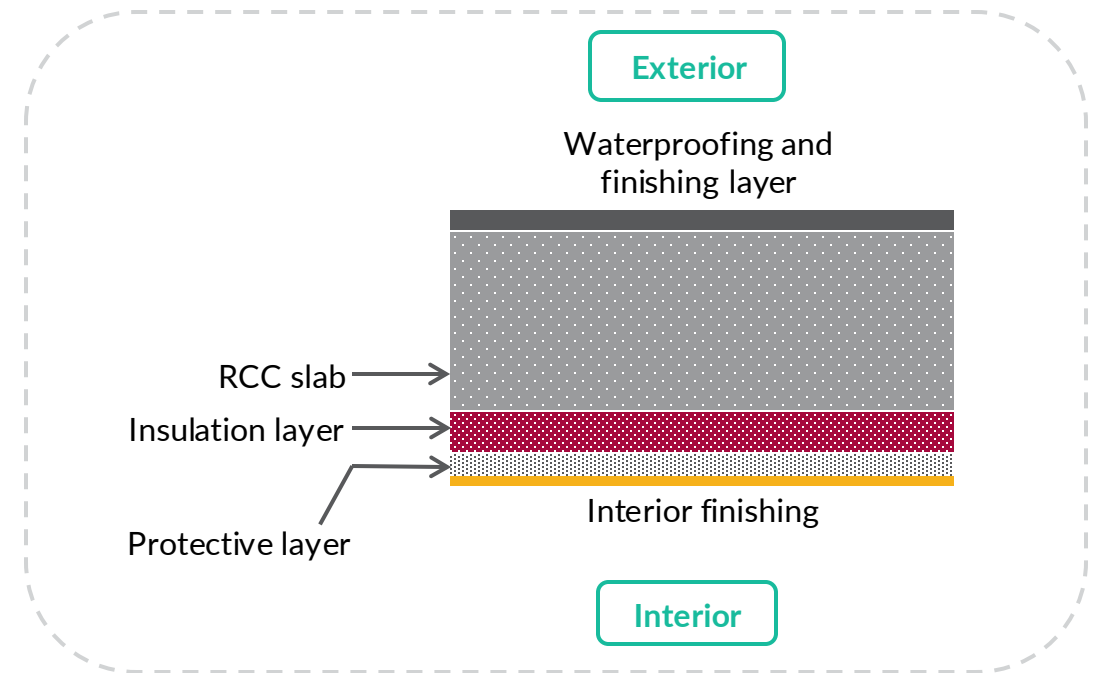 Exterior
Waterproofing and
finishing layer
RCC slab
Insulation layer
Protective layer
Interior finishing
Interior